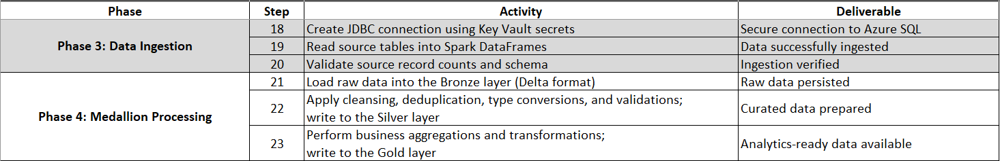 Phase Step Activity Deliverable
Phase 3: Data Ingestion
18 Create JDBC connection using Key Vault secrets Secure connection to Azure SQL
19 Read source tables into Spark DataFrames Data successfully ingested
20 Validate source record counts and schema Ingestion verified
Phase 4: Medallion Processing
21 Load raw data into the Bronze layer (Delta format) Raw data persisted
22 Apply cleansing, deduplication, type conversions, and validations;
write to the Silver layer Curated data prepared
23 Perform business aggregations and transformations;
write to the Gold layer Analytics-ready data available